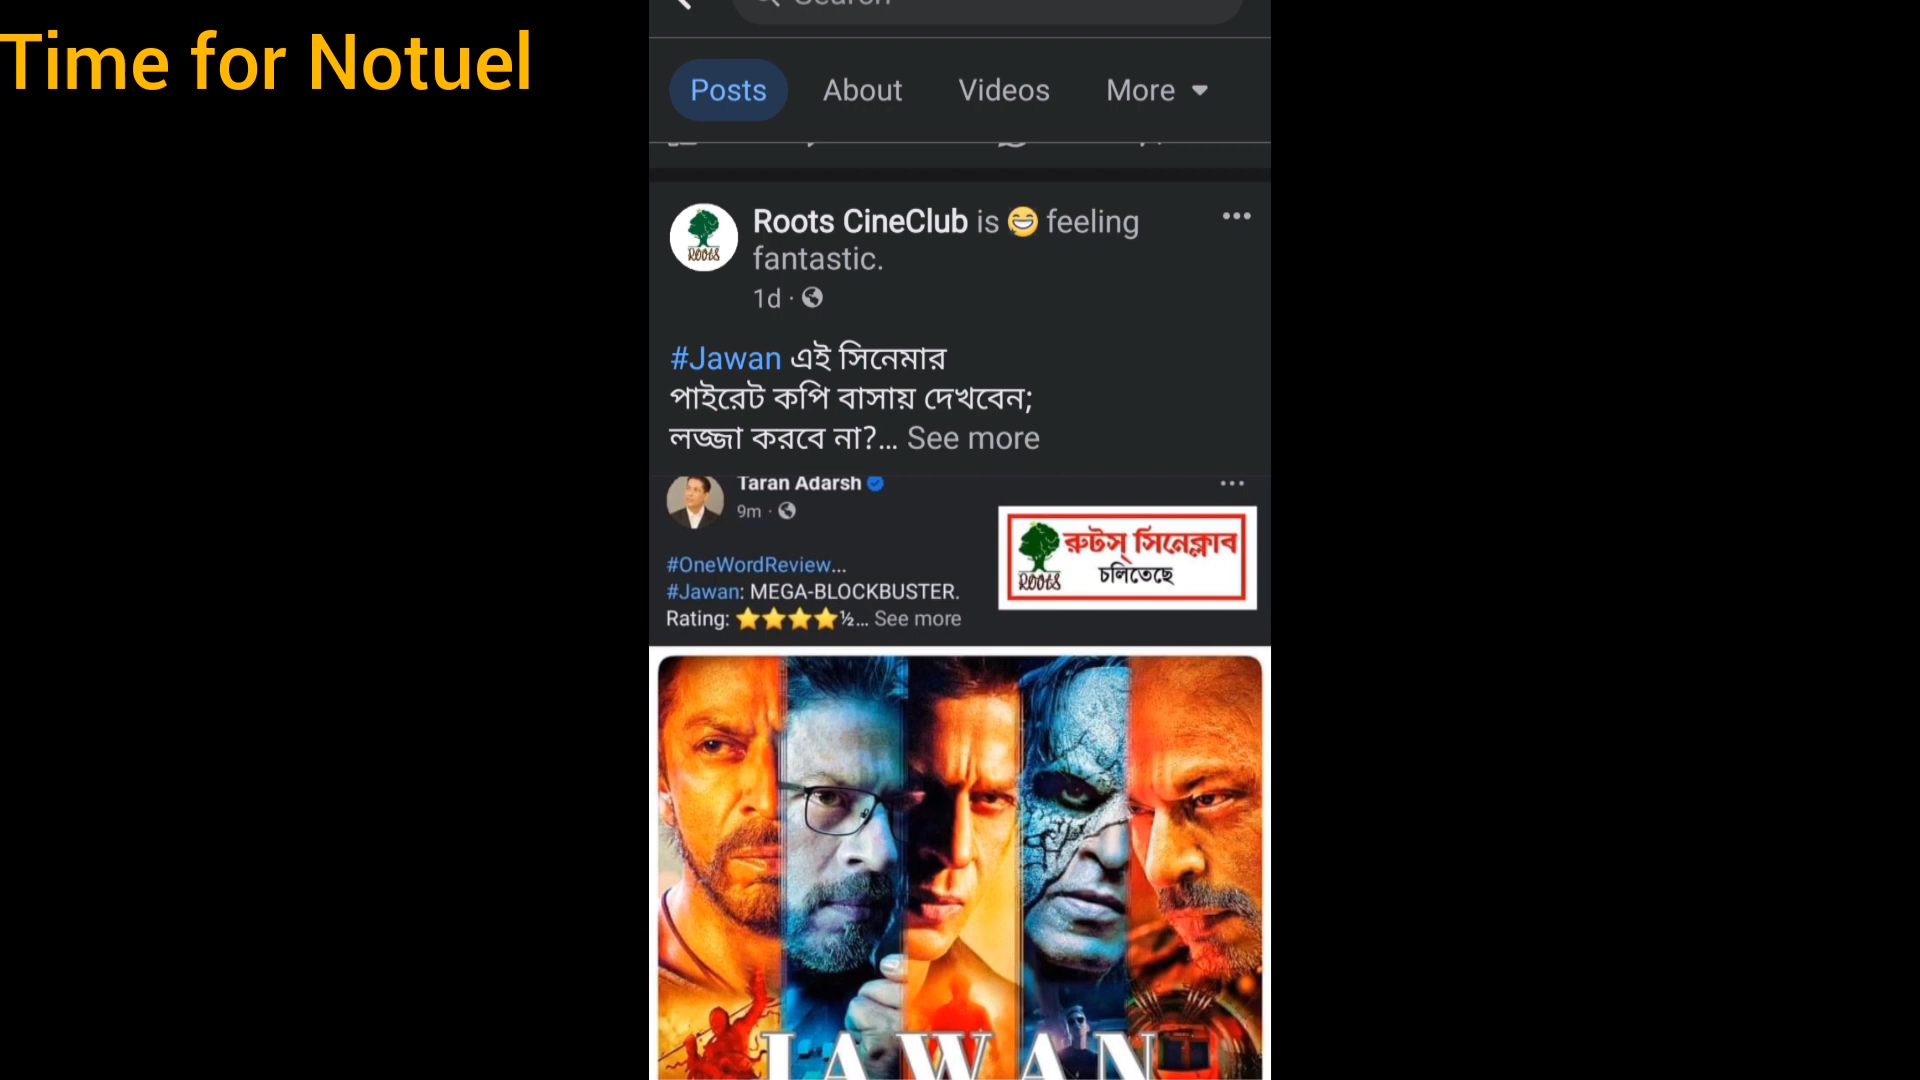 Time for Notuel
Search
Posts About Videos More
Roots CineClub is 😁 feeling
fantastic.
1d ·
#Jawan এই সিনেমার
পাইরেট কপি বাসায় দেখবেন;
লজ্জা করবে না?... See more
Taran Adarsh
9m ·
#OneWordReview...
#Jawan: MEGA-BLOCKBUSTER.
Rating: ⭐⭐⭐⭐½... See more
রুটস্ সিনেক্লাব
চলিতেছে
ROOTS
JAWAN